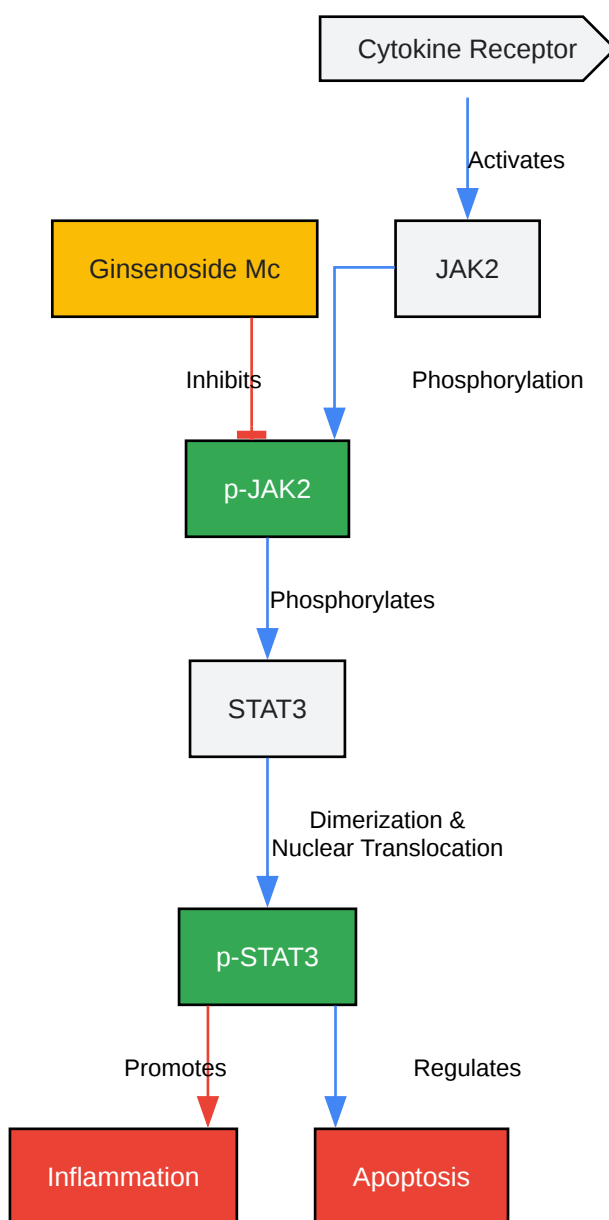 Cytokine Receptor
Activates
Ginsenoside Mc
JAK2
Inhibits
Phosphorylation
p-JAK2
Phosphorylates
STAT3
Dimerization &
Nuclear Translocation
p-STAT3
Promotes
Regulates
Inflammation
Apoptosis